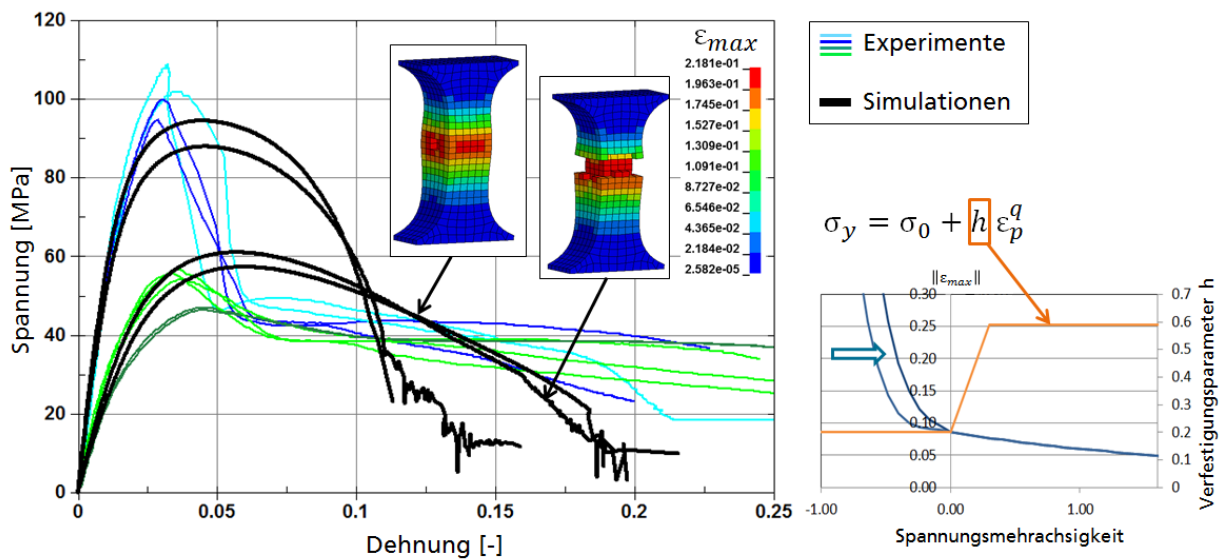 120
100
80
60
40
20
0
Spannung [MPa]
0
0.05
0.1
0.15
0.2
0.25
Dehnung [-]
ε_max
2.181e-01
1.963e-01
1.745e-01
1.527e-01
1.309e-01
1.091e-01
8.727e-02
6.546e-02
4.365e-02
2.184e-02
2.582e-05
Experimente
Simulationen
σ_y = σ_0 + h ε_p^q
‖ε_max‖
0.30
0.25
0.20
0.15
0.10
0.05
0.00
-1.00
0.00
1.00
Spannungsmehrachsigkeit
0.7
0.6
0.5
0.4
0.3
0.2
0.1
0
Verfestigungsparameter h